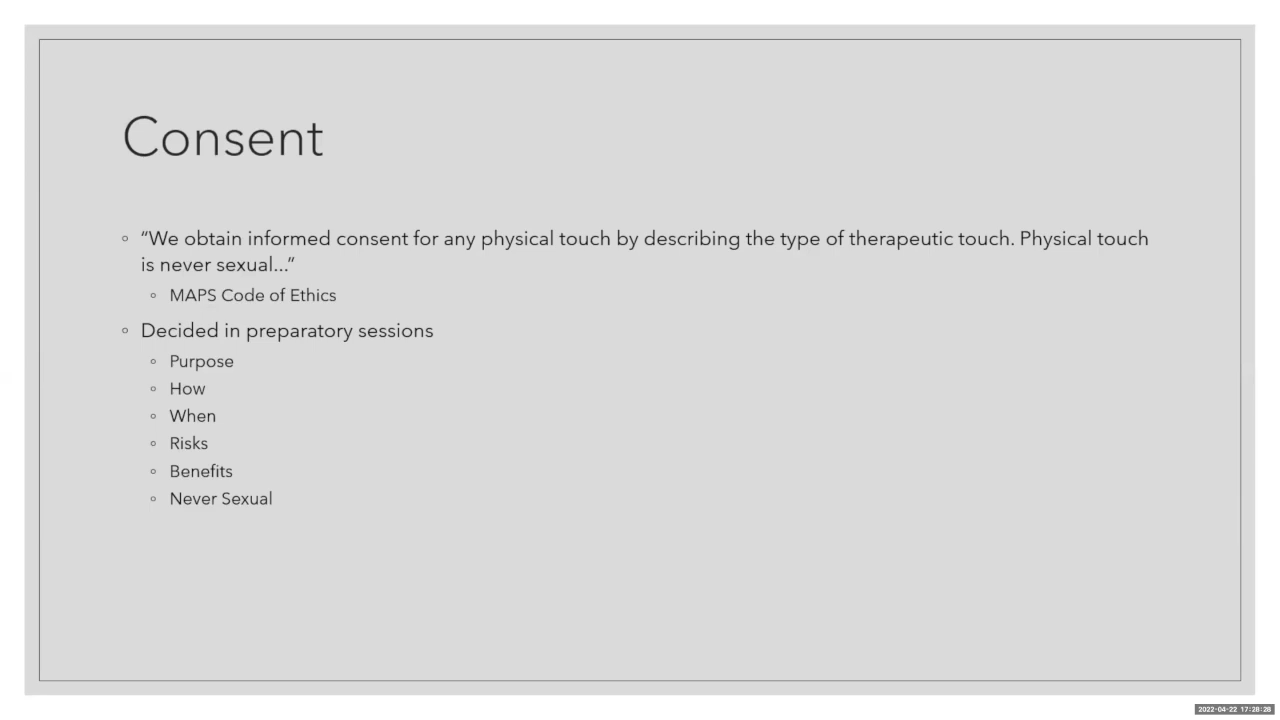 Consent
“We obtain informed consent for any physical touch by describing the type of therapeutic touch. Physical touch
is never sexual...”
MAPS Code of Ethics
Decided in preparatory sessions
Purpose
How
When
Risks
Benefits
Never Sexual
2022-04-22 17:28:28